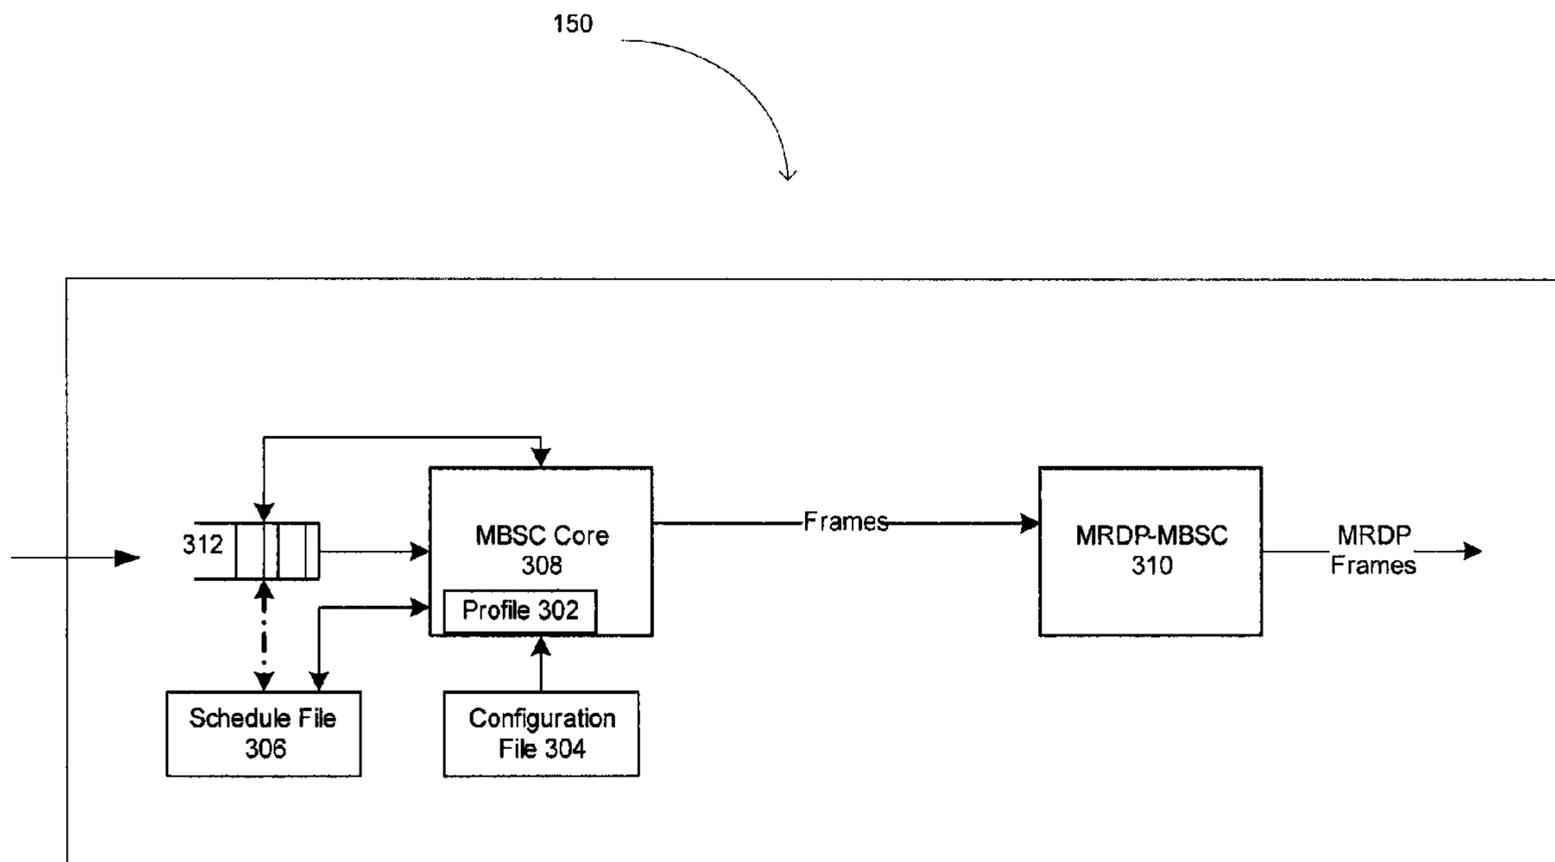 150
312
MBSC Core
308
Profile 302
Frames
MRDP-MBSC
310
MRDP
Frames
Schedule File
306
Configuration
File 304